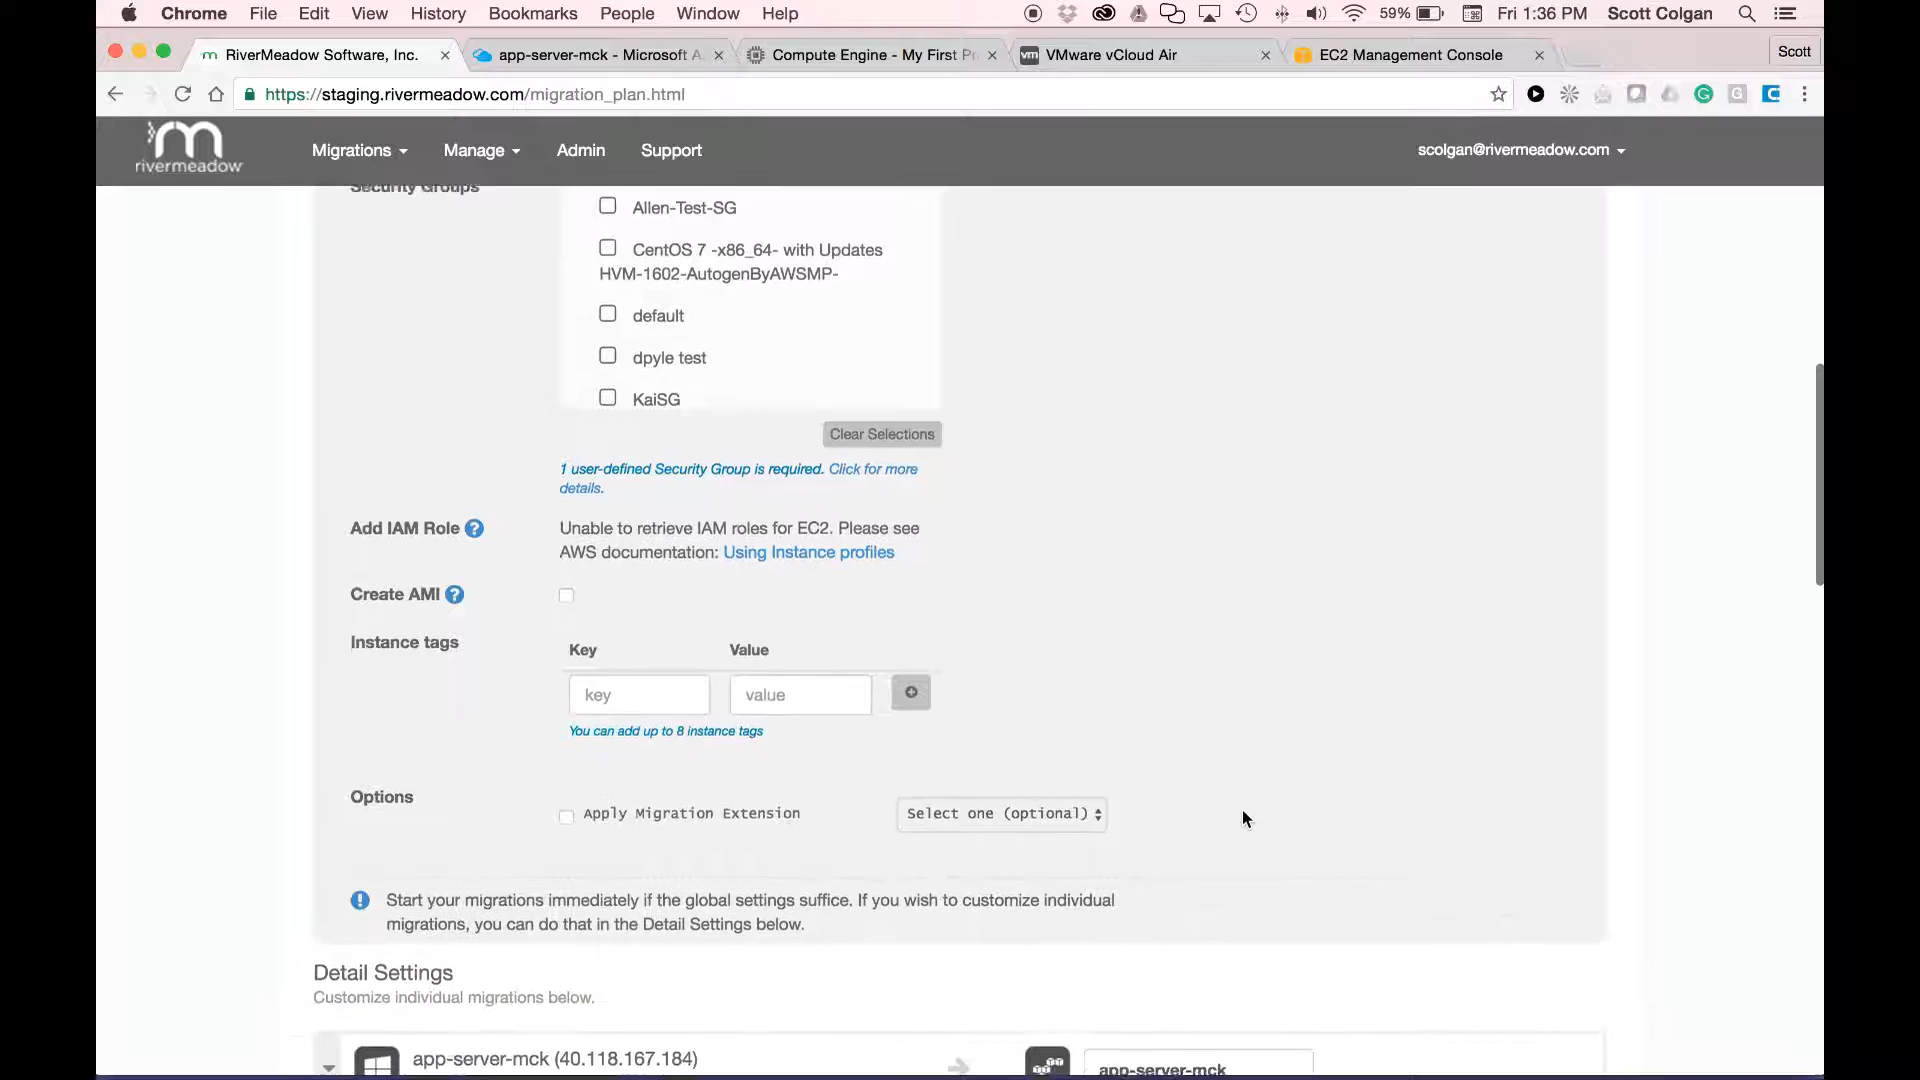 Chrome File Edit View History Bookmarks People Window Help 59% Fri 1:36 PM Scott Colgan
RiverMeadow Software, Inc. app-server-mck - Microsoft A Compute Engine - My First Pr VMware vCloud Air EC2 Management Console Scott
https://staging.rivermeadow.com/migration_plan.html
rivermeadow Migrations Manage Admin Support scolgan@rivermeadow.com
Security Groups
Allen-Test-SG
CentOS 7 -x86_64- with Updates
HVM-1602-AutogenByAWSMP-
default
dpyle test
KaiSG
Clear Selections
1 user-defined Security Group is required. Click for more
details.
Add IAM Role ? Unable to retrieve IAM roles for EC2. Please see
AWS documentation: Using Instance profiles
Create AMI ?
Instance tags
Key Value
key value
You can add up to 8 instance tags
Options
Apply Migration Extension Select one (optional)
Start your migrations immediately if the global settings suffice. If you wish to customize individual
migrations, you can do that in the Detail Settings below.
Detail Settings
Customize individual migrations below.
app-server-mck (40.118.167.184)
app-server-mck